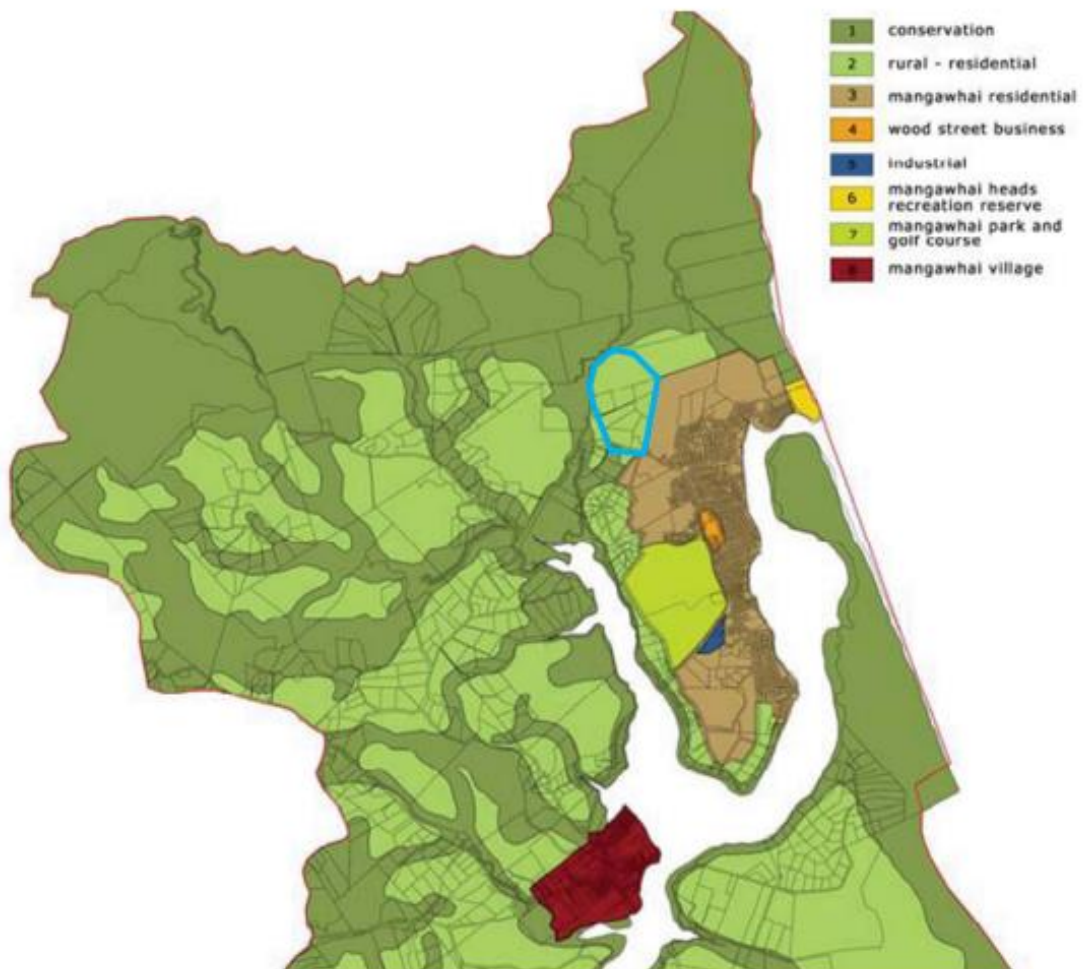 1 conservation
2 rural - residential
3 mangawhai residential
4 wood street business
5 industrial
6 mangawhai heads
recreation reserve
7 mangawhai park and
golf course
8 mangawhai village